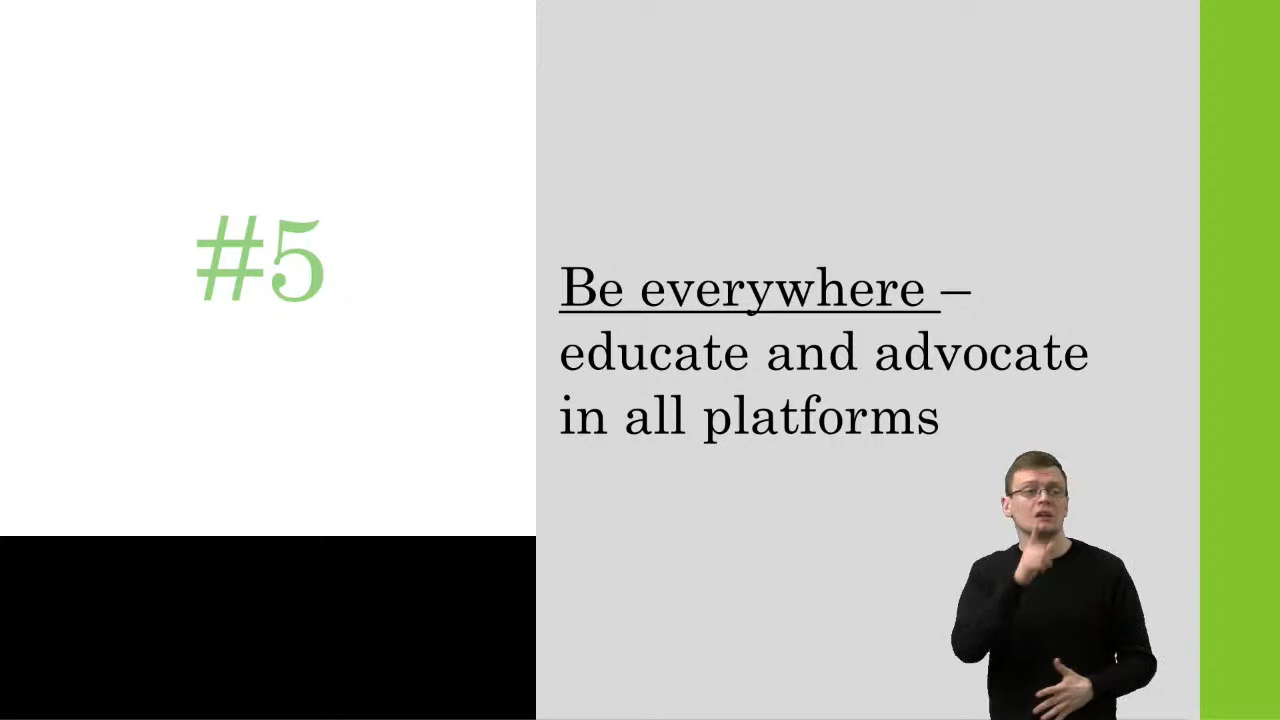 #5
Be everywhere –
educate and advocate
in all platforms